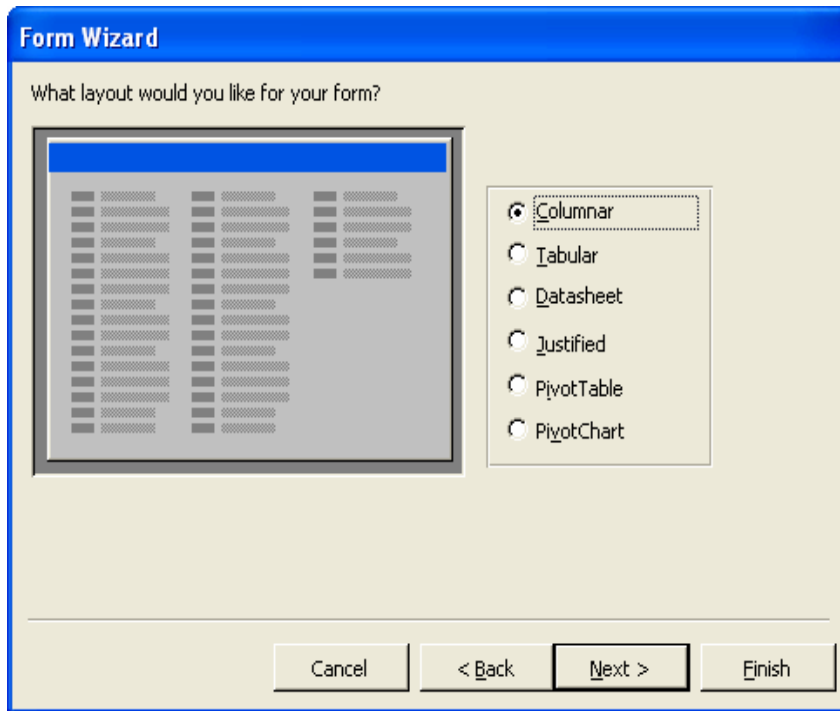 Form Wizard
What layout would you like for your form?
Columnar
Tabular
Datasheet
Justified
PivotTable
PivotChart
Cancel < Back Next > Finish